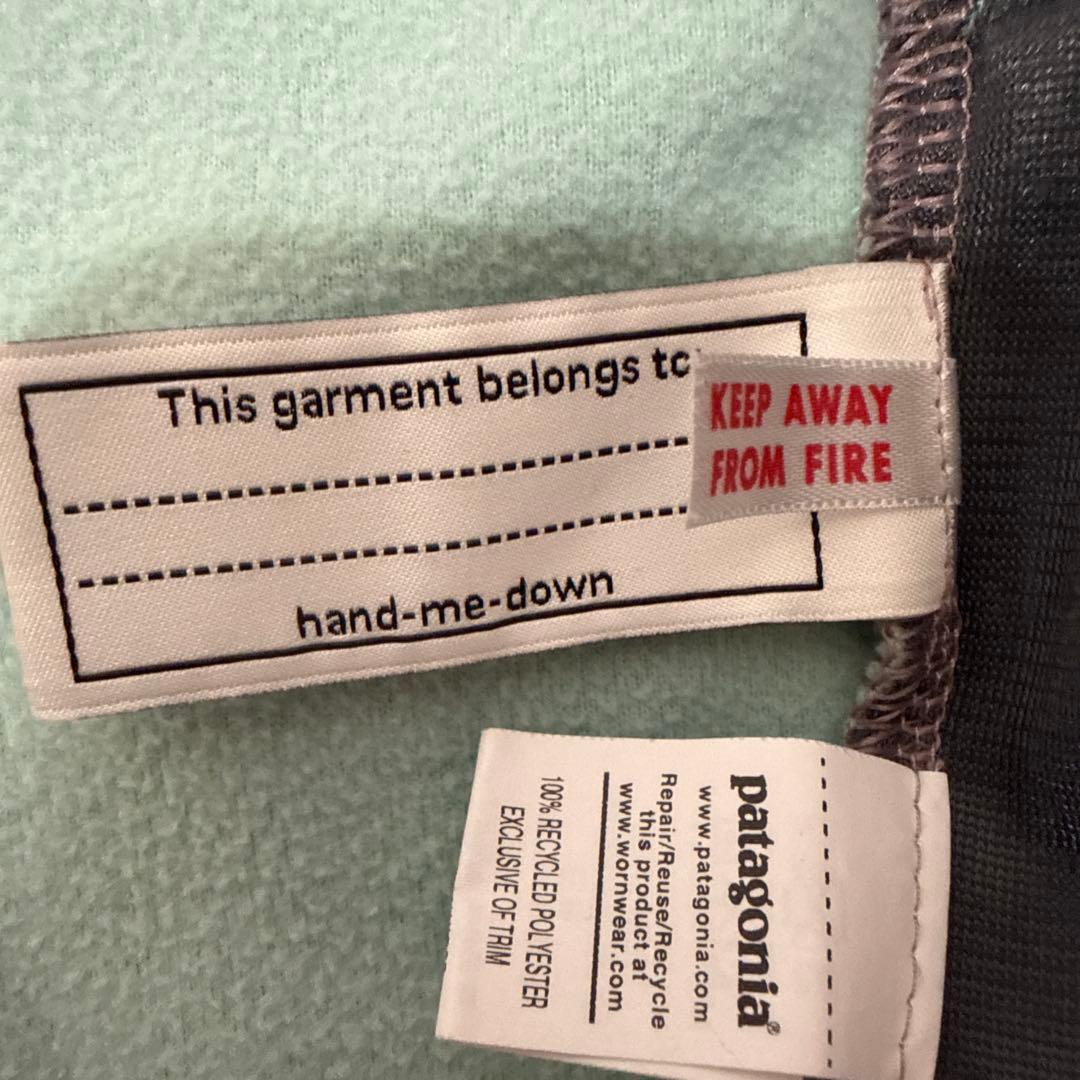 This garment belongs to
KEEP AWAY
FROM FIRE
hand-me-down
patagonia®
www.patagonia.com
Repair/Reuse/Recycle
this product at
www.wornwear.com
100% RECYCLED POLYESTER
EXCLUSIVE OF TRIM